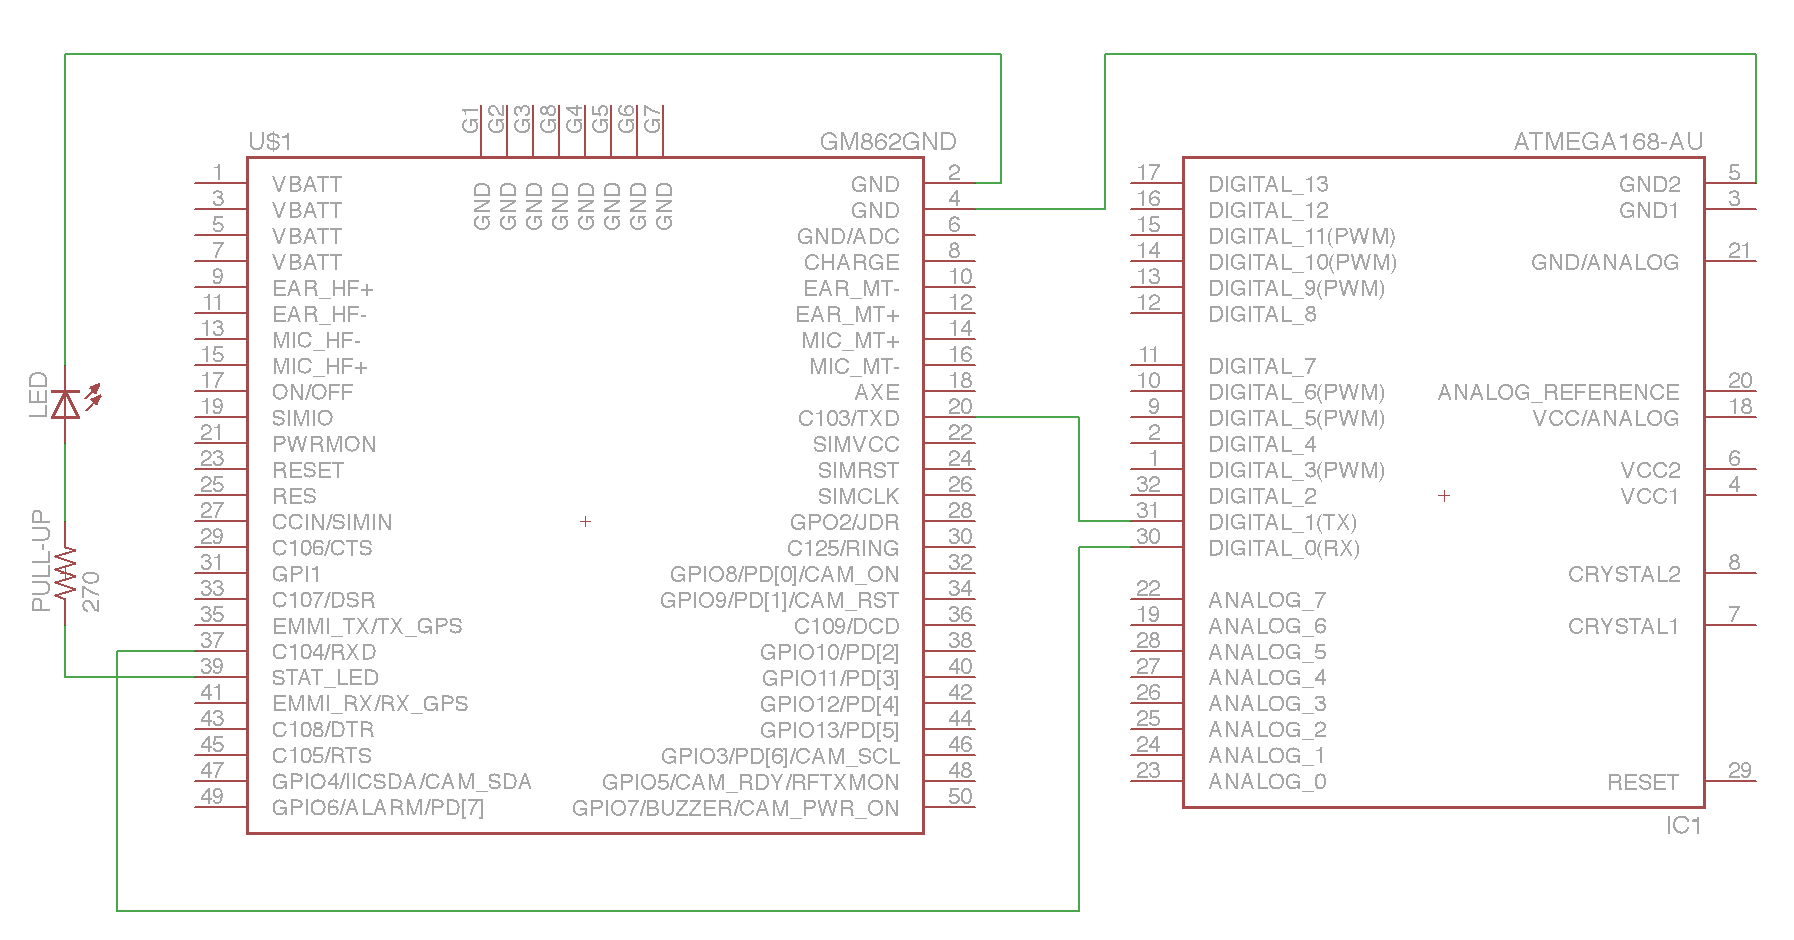 G1
G2
G3
G8
G4
G5
G6
G7
U$1
GM862GND
GND
GND
GND
GND
GND
GND
GND
GND
1 VBATT
3 VBATT
5 VBATT
7 VBATT
9 EAR_HF+
11 EAR_HF-
13 MIC_HF-
15 MIC_HF+
17 ON/OFF
19 SIMIO
21 PWRMON
23 RESET
25 RES
27 CCIN/SIMIN
29 C106/CTS
31 GPI1
33 C107/DSR
35 EMMI_TX/TX_GPS
37 C104/RXD
39 STAT_LED
41 EMMI_RX/RX_GPS
43 C108/DTR
45 C105/RTS
47 GPIO4/IICSDA/CAM_SDA
49 GPIO6/ALARM/PD[7]
GND 2
GND 4
GND/ADC 6
CHARGE 8
EAR_MT- 10
EAR_MT+ 12
MIC_MT+ 14
MIC_MT- 16
AXE 18
C103/TXD 20
SIMVCC 22
SIMRST 24
SIMCLK 26
GPO2/JDR 28
C125/RING 30
GPIO8/PD[0]/CAM_ON 32
GPIO9/PD[1]/CAM_RST 34
C109/DCD 36
GPIO10/PD[2] 38
GPIO11/PD[3] 40
GPIO12/PD[4] 42
GPIO13/PD[5] 44
GPIO3/PD[6]/CAM_SCL 46
GPIO5/CAM_RDY/RFTXMON 48
GPIO7/BUZZER/CAM_PWR_ON 50
LED
PULL-UP
270
ATMEGA168-AU
17 DIGITAL_13
16 DIGITAL_12
15 DIGITAL_11(PWM)
14 DIGITAL_10(PWM)
13 DIGITAL_9(PWM)
12 DIGITAL_8
11 DIGITAL_7
10 DIGITAL_6(PWM)
9 DIGITAL_5(PWM)
2 DIGITAL_4
1 DIGITAL_3(PWM)
32 DIGITAL_2
31 DIGITAL_1(TX)
30 DIGITAL_0(RX)
22 ANALOG_7
19 ANALOG_6
28 ANALOG_5
27 ANALOG_4
26 ANALOG_3
25 ANALOG_2
24 ANALOG_1
23 ANALOG_0
GND2 5
GND1 3
GND/ANALOG 21
ANALOG_REFERENCE 20
VCC/ANALOG 18
VCC2 6
VCC1 4
CRYSTAL2 8
CRYSTAL1 7
RESET 29
IC1